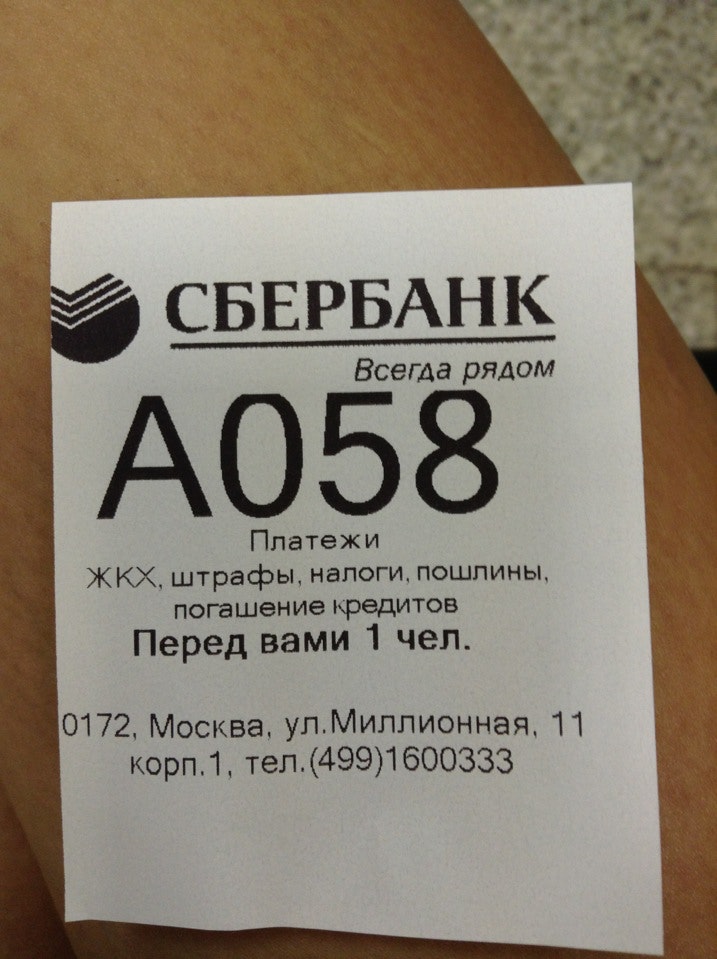 СБЕРБАНК
Всегда рядом
А058
Платежи
ЖКХ, штрафы, налоги, пошлины,
погашение кредитов
Перед вами 1 чел.
0172, Москва, ул.Миллионная, 11
корп.1, тел.(499)1600333